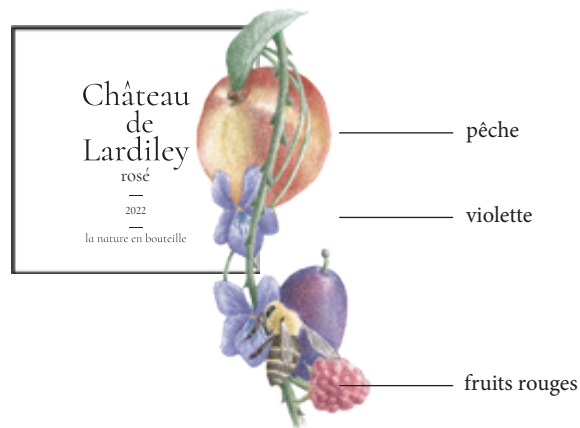 Château
de
Lardiley
rosé
2022
la nature en bouteille
pêche
violette
fruits rouges